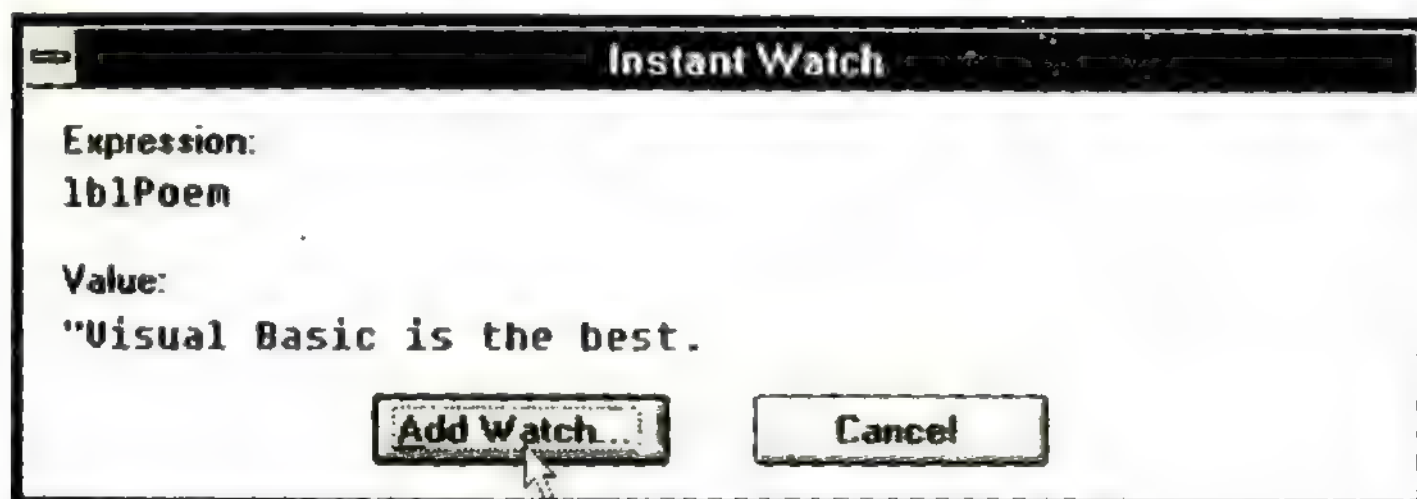 Instant Watch
Expression:
lblPoem
Value:
"Visual Basic is the best.
Add Watch... Cancel